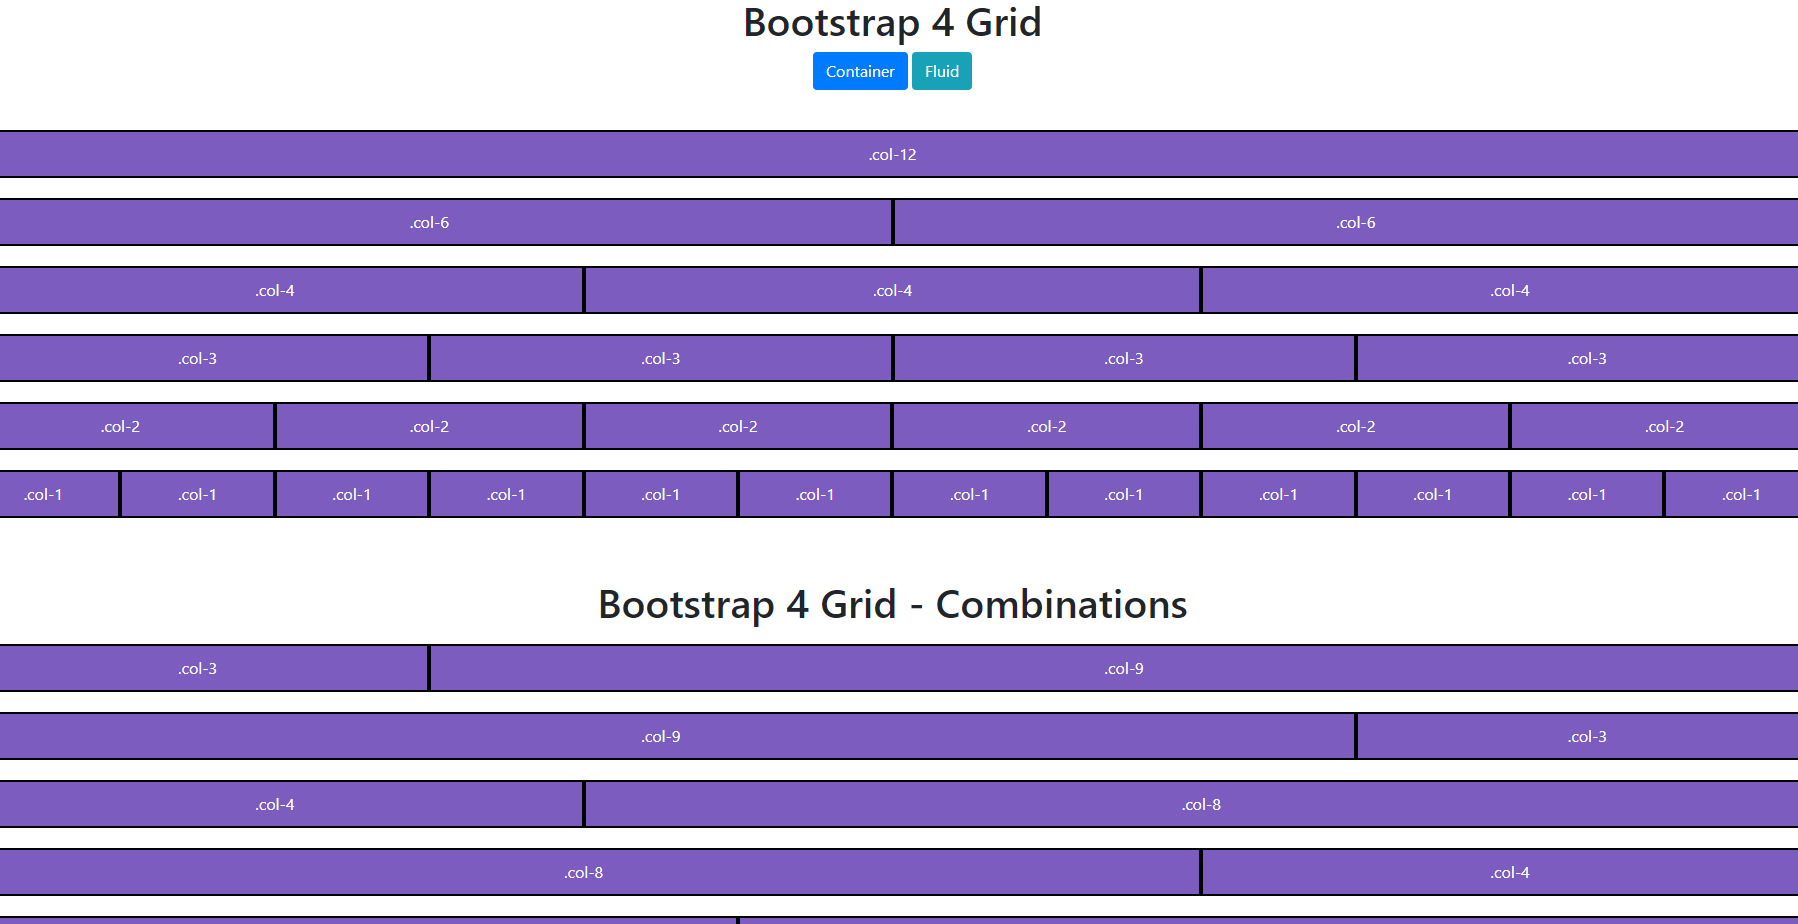 Bootstrap 4 Grid
Container Fluid
.col-12
.col-6 .col-6
.col-4 .col-4 .col-4
.col-3 .col-3 .col-3 .col-3
.col-2 .col-2 .col-2 .col-2 .col-2 .col-2
.col-1 .col-1 .col-1 .col-1 .col-1 .col-1 .col-1 .col-1 .col-1 .col-1 .col-1 .col-1
Bootstrap 4 Grid - Combinations
.col-3 .col-9
.col-9 .col-3
.col-4 .col-8
.col-8 .col-4